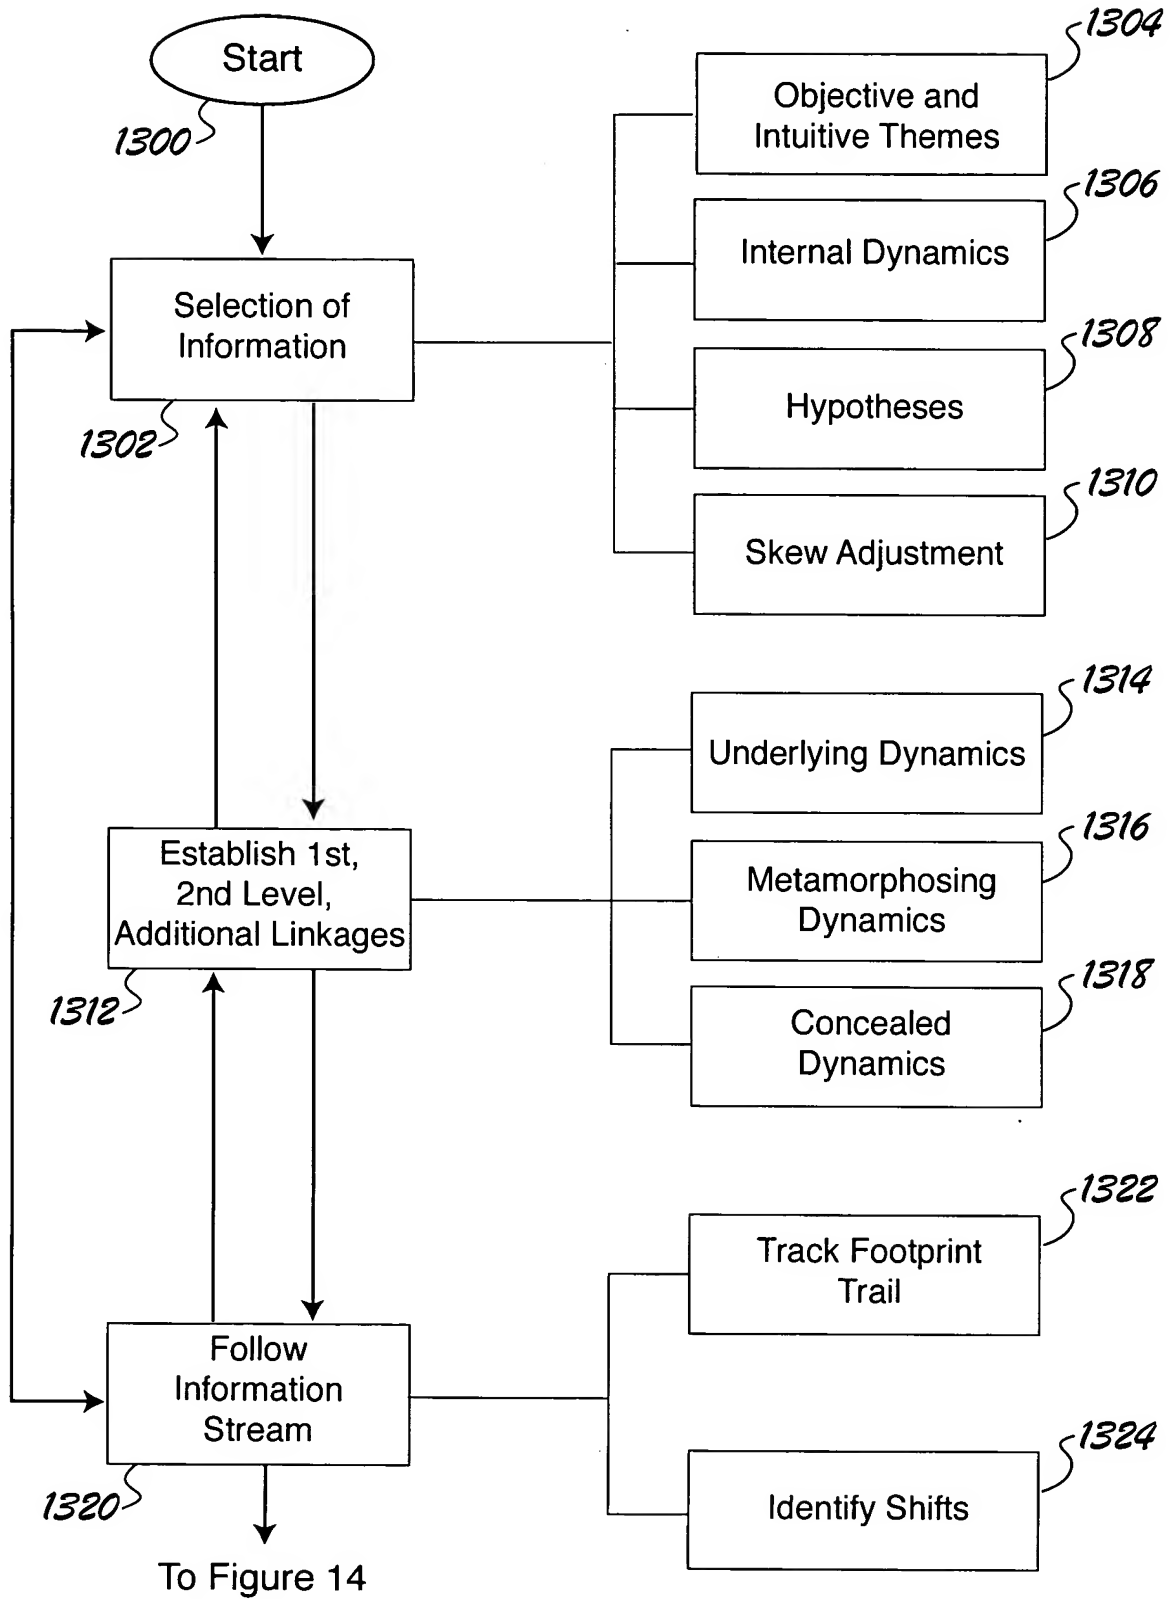 Start
1300
1304
Objective and
Intuitive Themes
1306
Internal Dynamics
Selection of
Information
1302
1308
Hypotheses
1310
Skew Adjustment
1314
Underlying Dynamics
1316
Metamorphosing
Dynamics
Establish 1st,
2nd Level,
Additional Linkages
1312
1318
Concealed
Dynamics
1322
Track Footprint
Trail
Follow
Information
Stream
1320
1324
Identify Shifts
To Figure 14